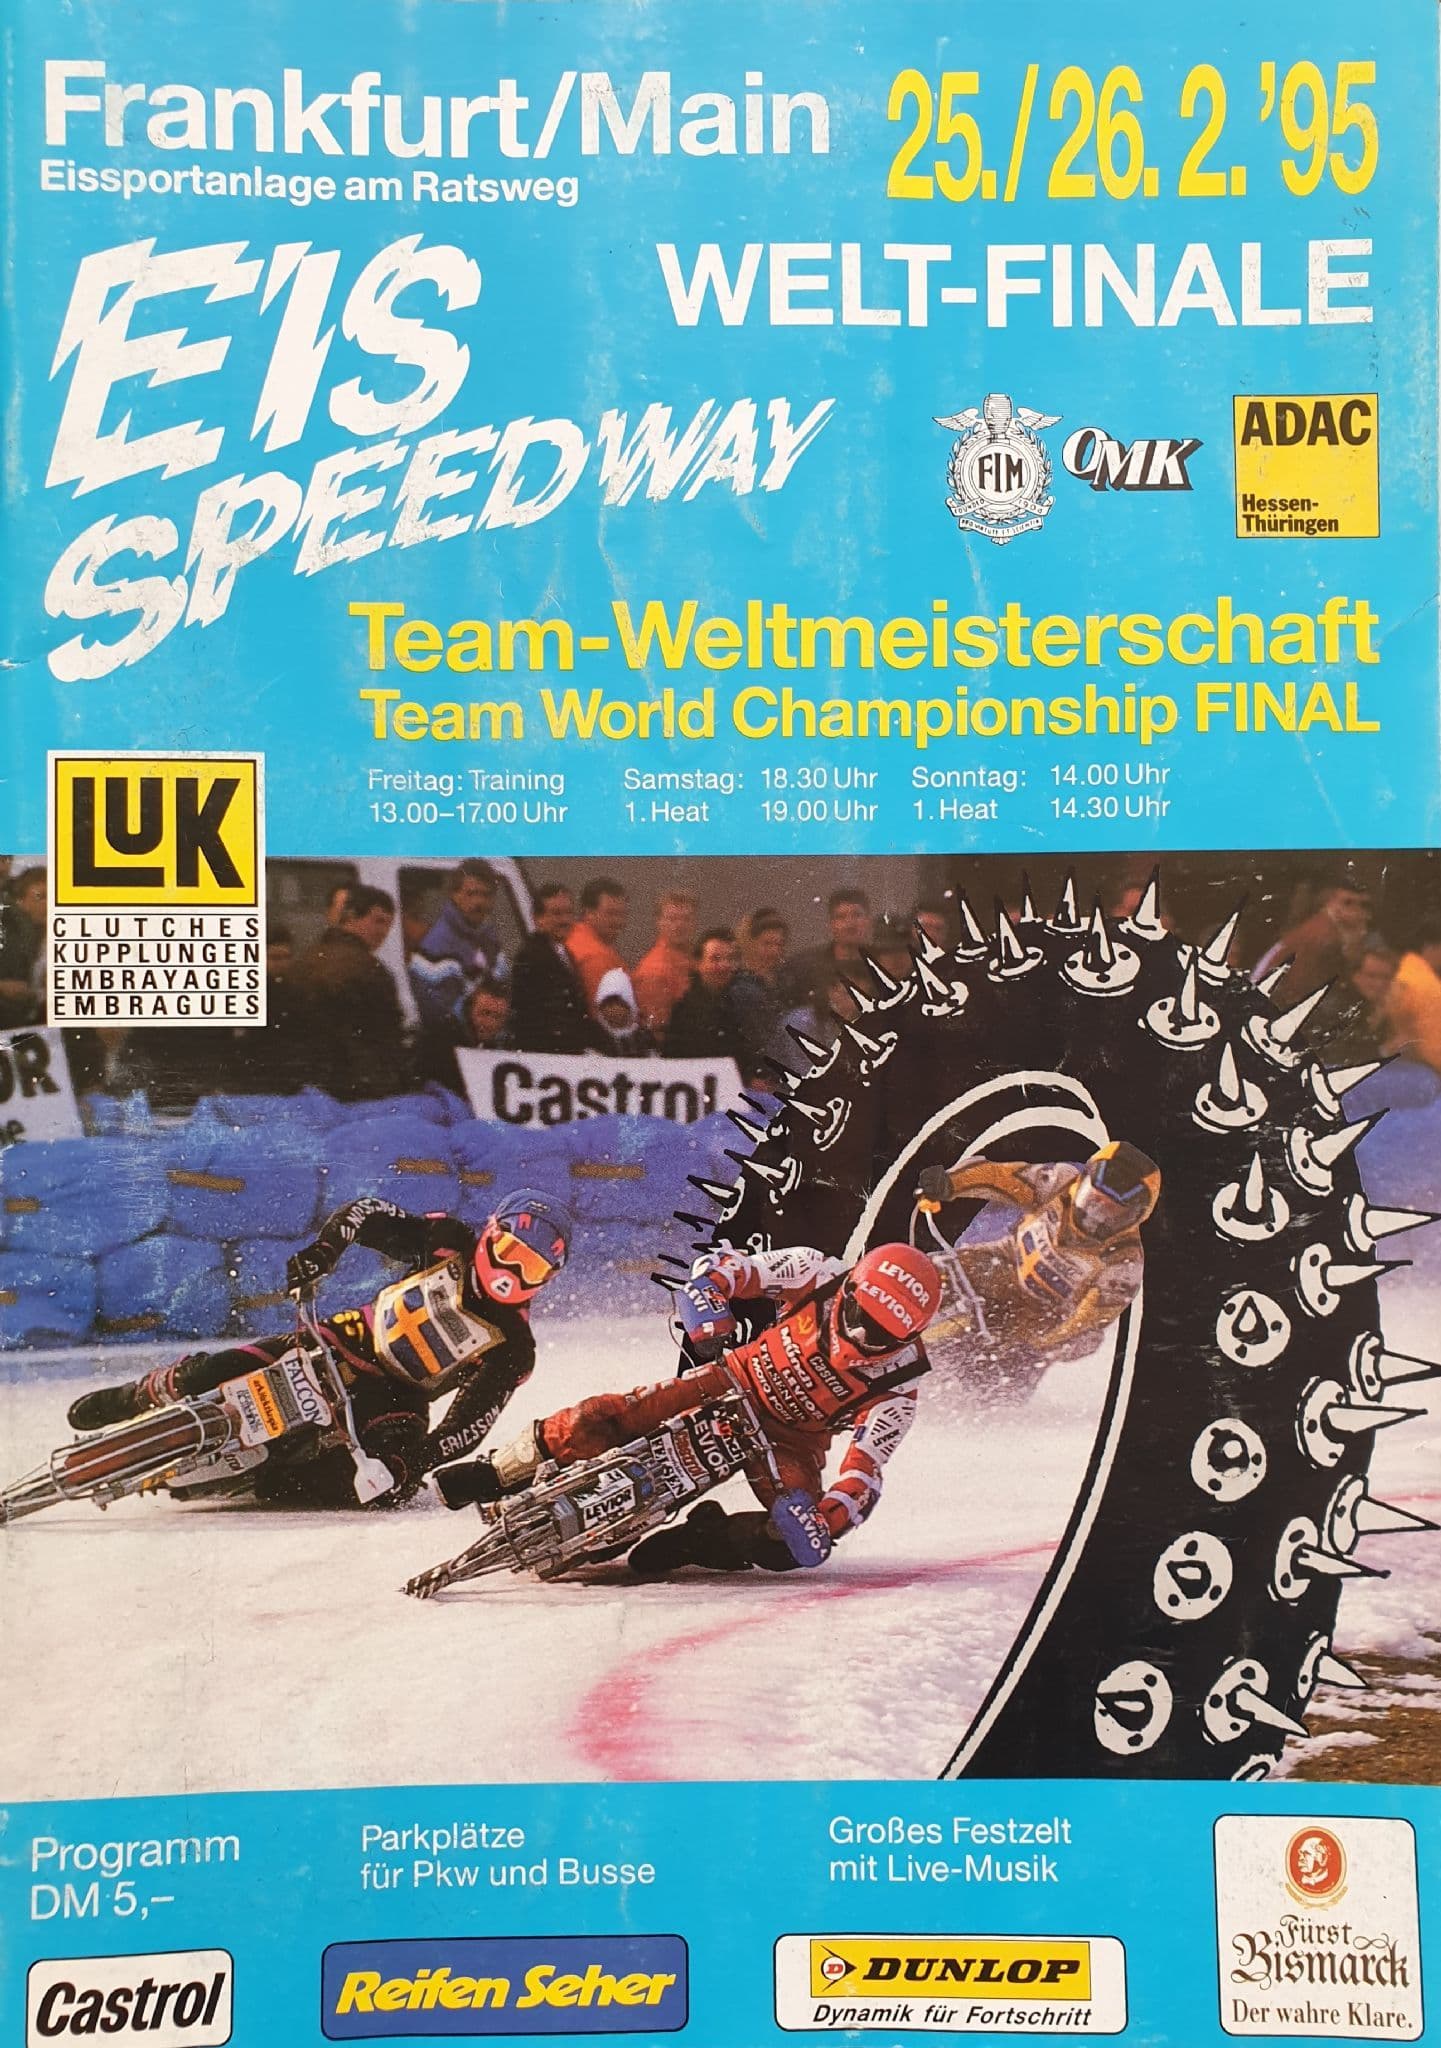 Frankfurt/Main
25./26.2.'95
Eissportanlage am Ratsweg
EIS
SPEEDWAY
WELT-FINALE
FIM
OMK
ADAC
Hessen-
Thüringen
Team-Weltmeisterschaft
Team World Championship FINAL
Freitag: Training
13.00–17.00 Uhr
Samstag: 18.30 Uhr
1. Heat 19.00 Uhr
Sonntag: 14.00 Uhr
1. Heat 14.30 Uhr
LUK
CLUTCHES
KUPPLUNGEN
EMBRAYAGES
EMBRAGUES
Castrol
LEVIOR
LEVIOR
Castrol
Münch
LEVIOR
FALCON
ERICSSON
LEVIOR
LEVIOR
Programm
DM 5,–
Parkplätze
für Pkw und Busse
Großes Festzelt
mit Live-Musik
Castrol
Reifen Seher
DUNLOP
Dynamik für Fortschritt
Fürst
Bismarck
Der wahre Klare.